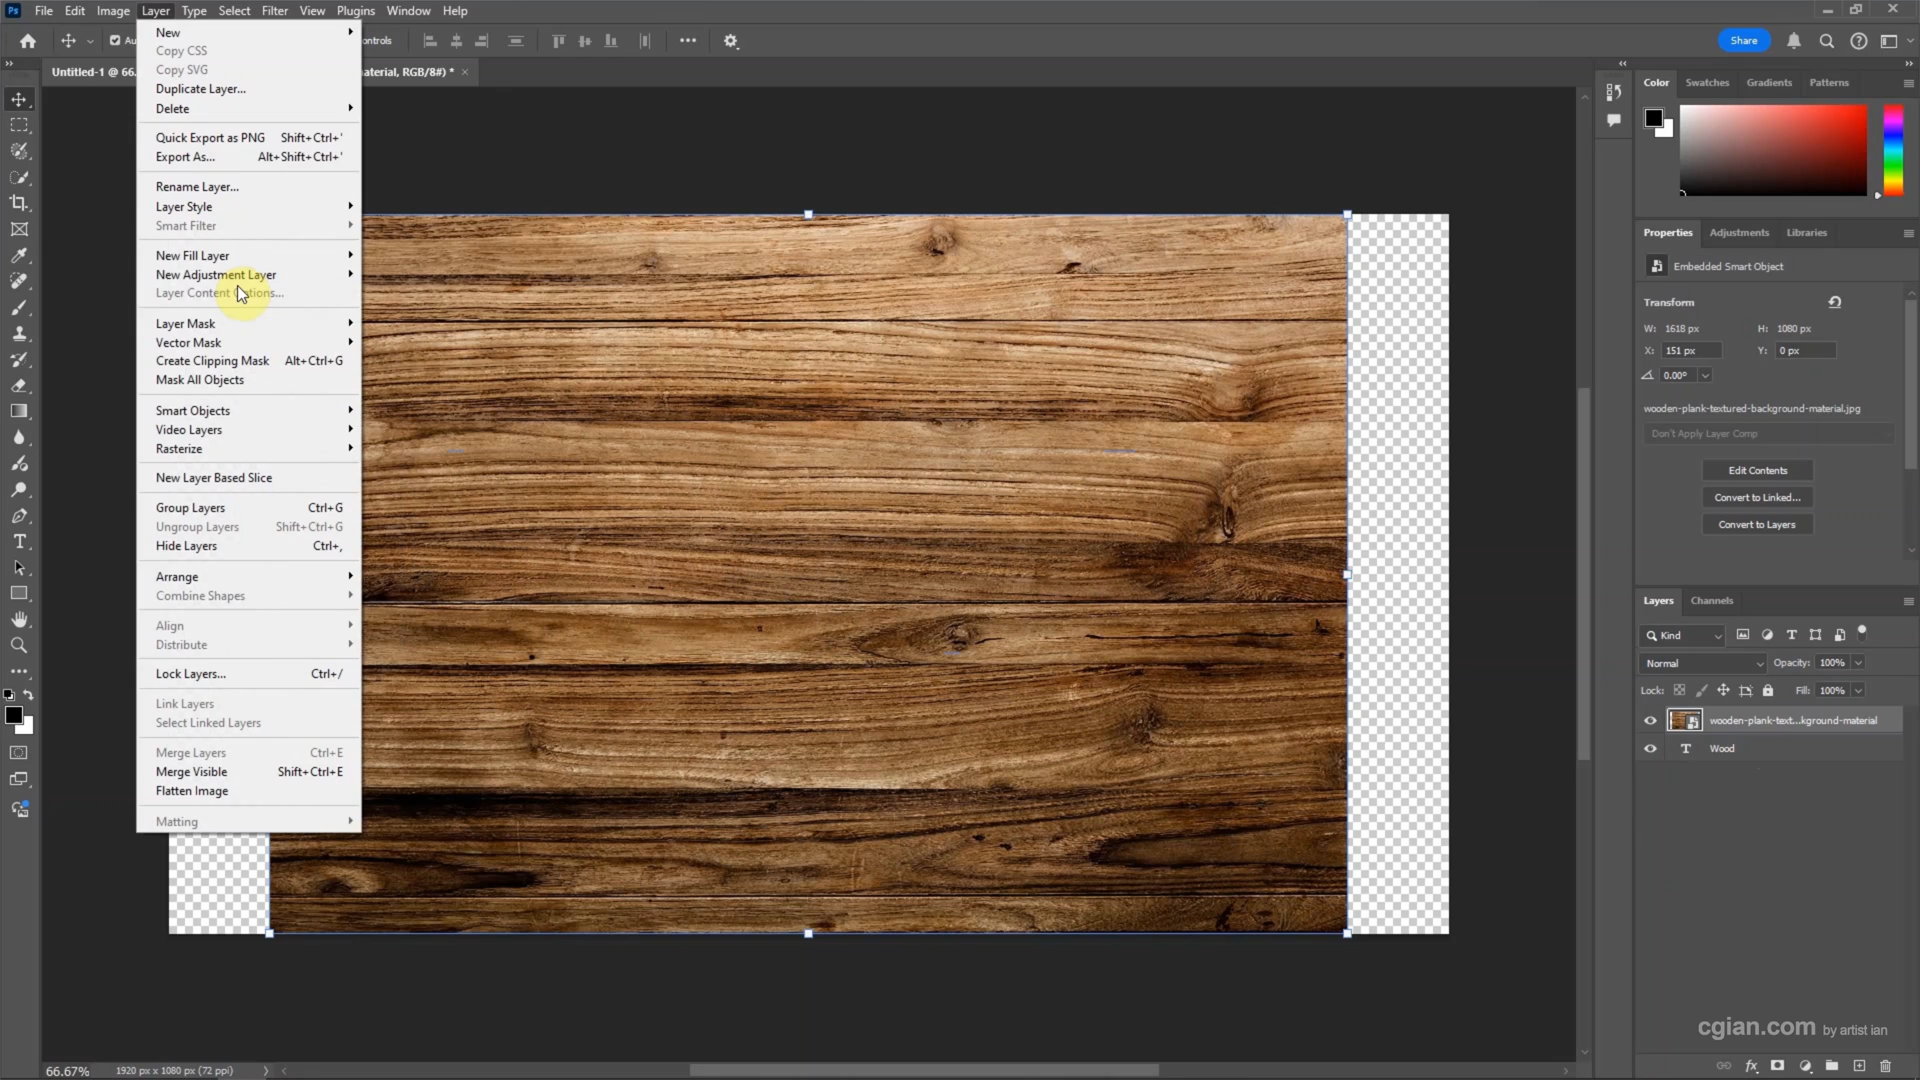 Ps File Edit Image Layer Type Select Filter View Plugins Window Help
Au ontrols Share
Untitled-1 @ 66. aterial, RGB/8#) * ×
New
Copy CSS
Copy SVG
Duplicate Layer...
Delete
Quick Export as PNG Shift+Ctrl+'
Export As... Alt+Shift+Ctrl+'
Rename Layer...
Layer Style
Smart Filter
New Fill Layer
New Adjustment Layer
Layer Content Options...
Layer Mask
Vector Mask
Create Clipping Mask Alt+Ctrl+G
Mask All Objects
Smart Objects
Video Layers
Rasterize
New Layer Based Slice
Group Layers Ctrl+G
Ungroup Layers Shift+Ctrl+G
Hide Layers Ctrl+,
Arrange
Combine Shapes
Align
Distribute
Lock Layers... Ctrl+/
Link Layers
Select Linked Layers
Merge Layers Ctrl+E
Merge Visible Shift+Ctrl+E
Flatten Image
Matting
Color Swatches Gradients Patterns
Properties Adjustments Libraries
Embedded Smart Object
Transform
W: 1618 px H: 1080 px
X: 151 px Y: 0 px
0.00°
wooden-plank-textured-background-material.jpg
Don't Apply Layer Comp
Edit Contents
Convert to Linked...
Convert to Layers
Layers Channels
Kind
Normal Opacity: 100%
Lock: Fill: 100%
wooden-plank-text...kground-material
T Wood
cgian.com by artist ian
66.67% 1920 px x 1080 px (72 ppi)